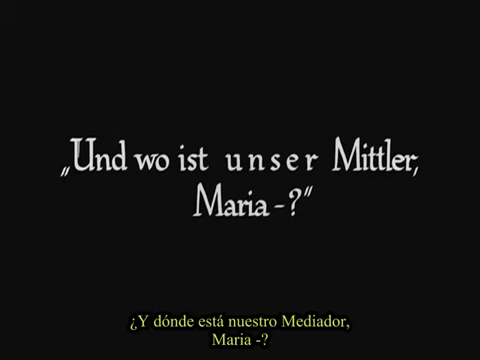 „Und wo ist unser Mittler,
Maria -?“
¿Y dónde está nuestro Mediador,
Maria -?